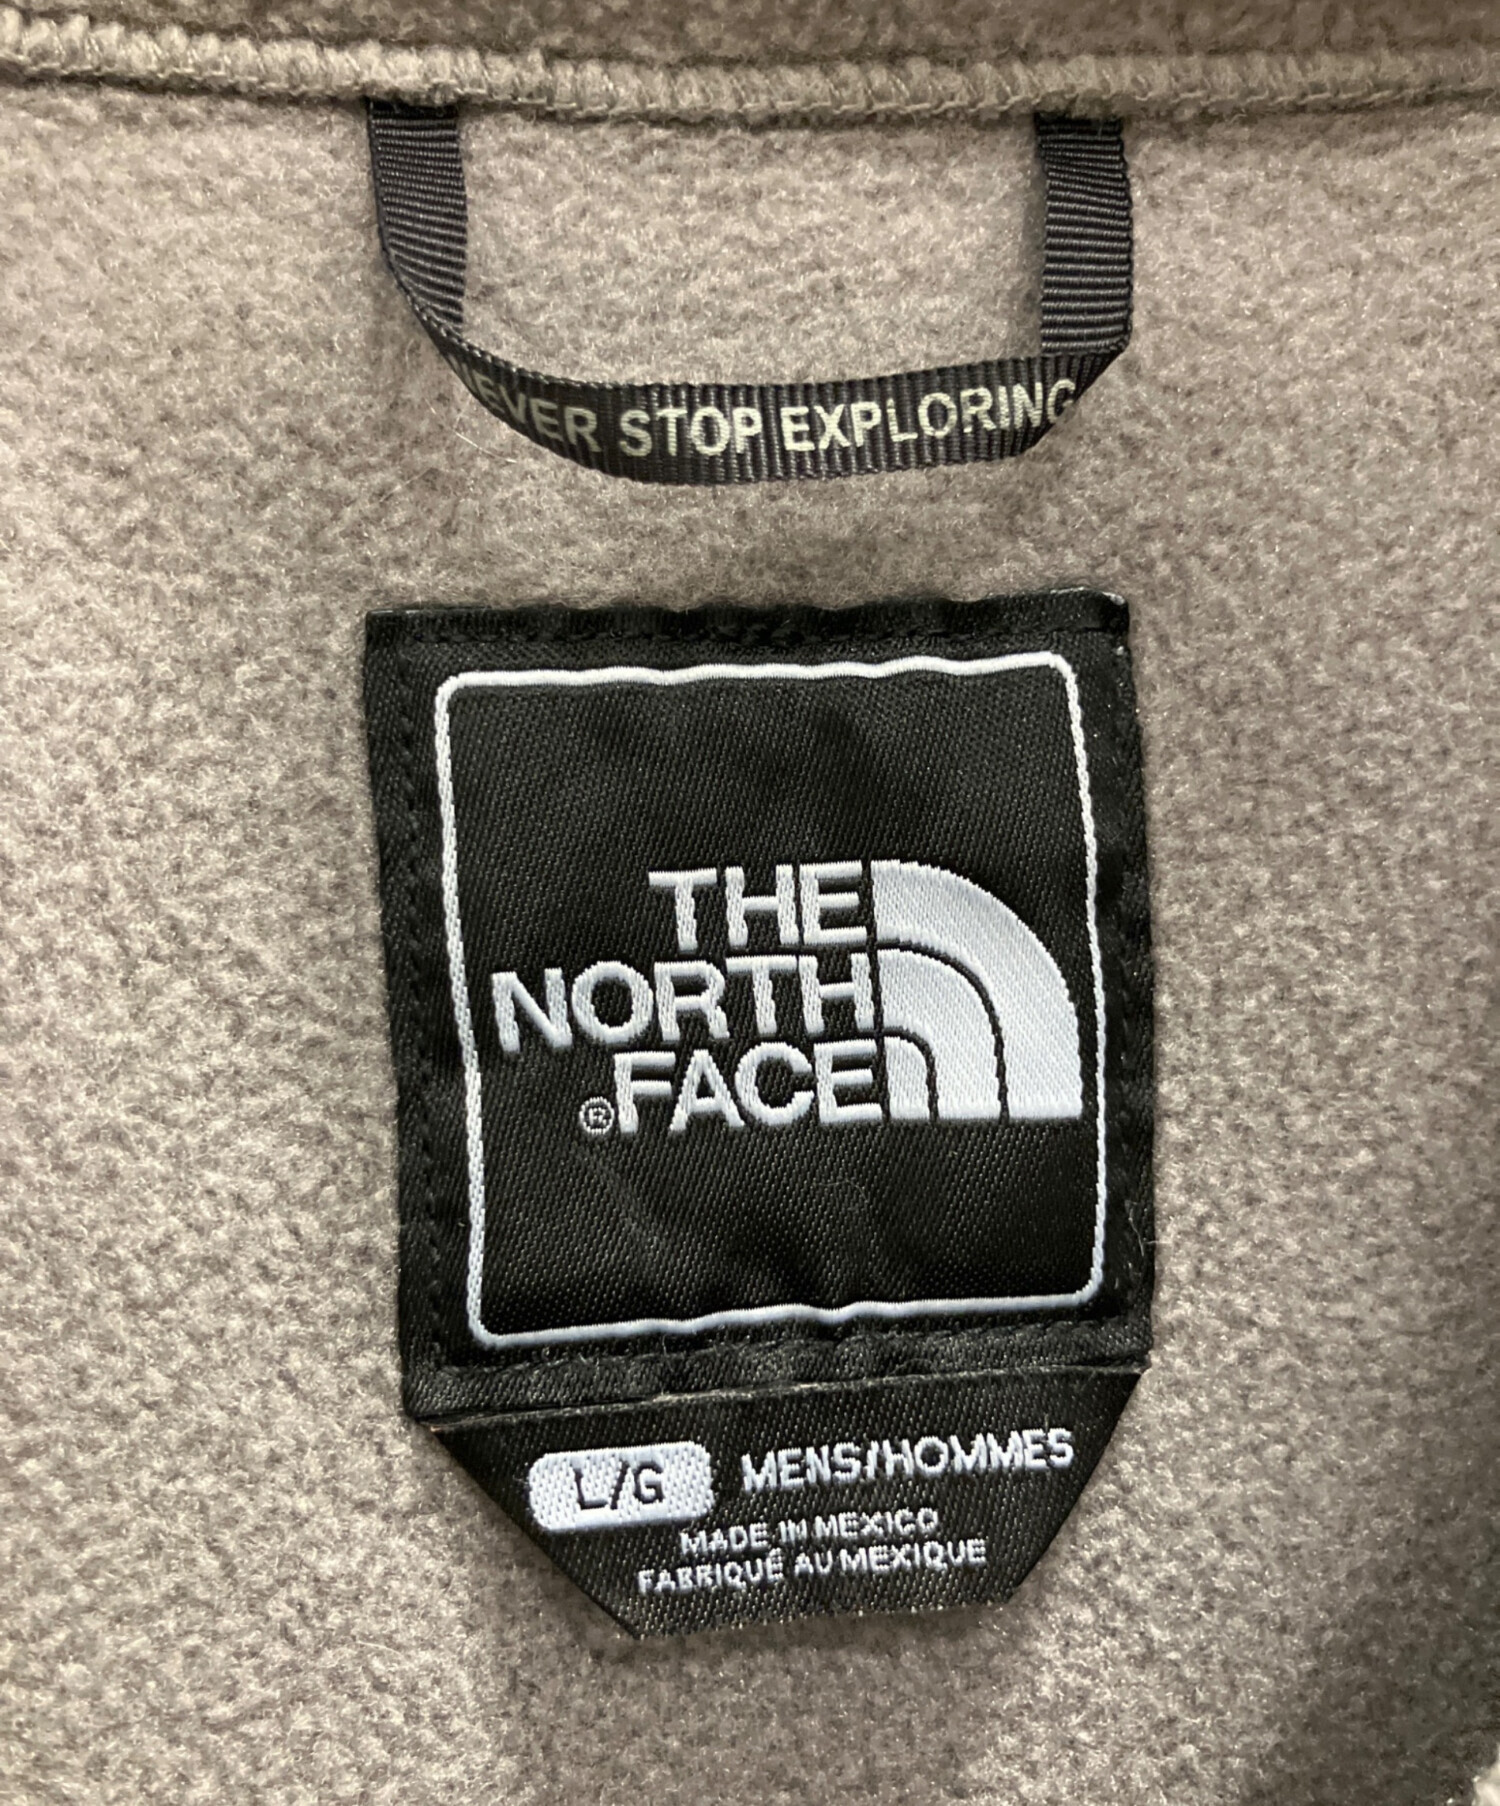 NEVER STOP EXPLORING
THE
NORTH
® FACE
L/G MENS/HOMMES
MADE IN MEXICO
FABRIQUÉ AU MEXIQUE